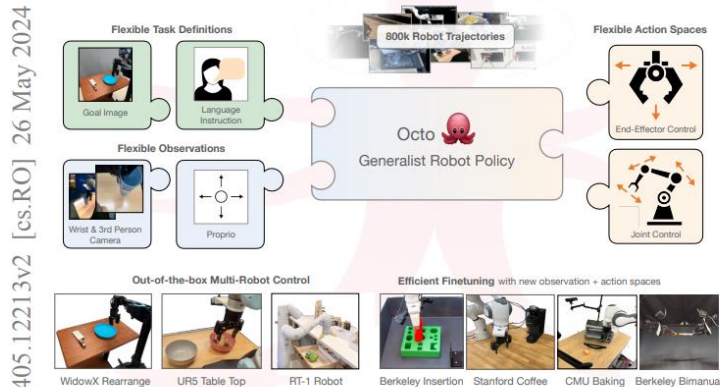 405.12213v2 [cs.RO] 26 May 2024
Flexible Task Definitions
Goal Image
Language
Instruction
Flexible Observations
Wrist & 3rd Person
Camera
Proprio
800k Robot Trajectories
Octo
Generalist Robot Policy
Flexible Action Spaces
End-Effector Control
Joint Control
Out-of-the-box Multi-Robot Control
WidowX Rearrange
UR5 Table Top
RT-1 Robot
Efficient Finetuning with new observation + action spaces
Berkeley Insertion
Stanford Coffee
CMU Baking
Berkeley Bimanual